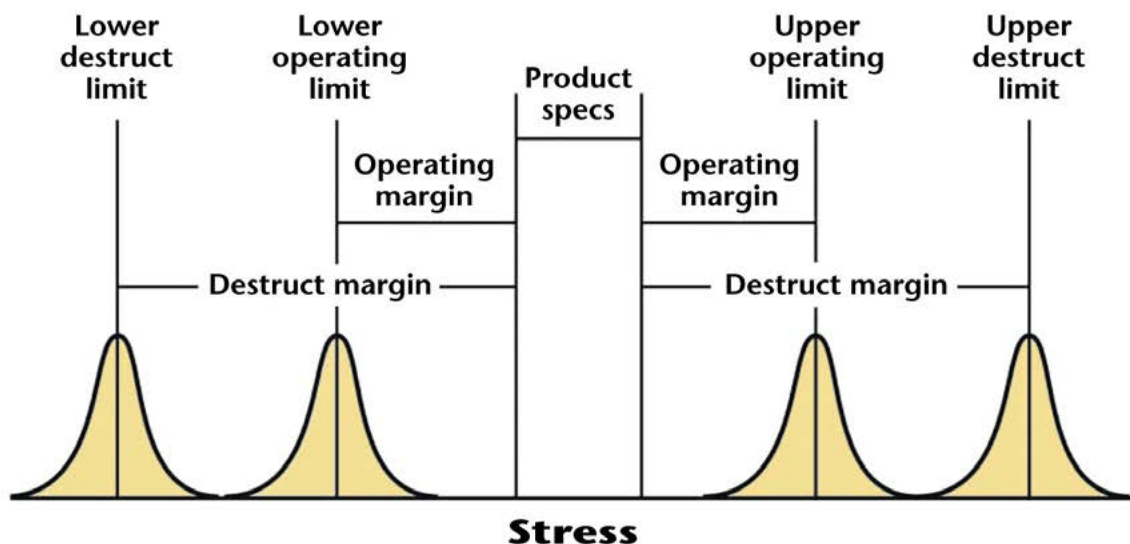 Lower
destruct
limit
Lower
operating
limit
Product
specs
Upper
operating
limit
Upper
destruct
limit
Operating
margin
Operating
margin
Destruct margin
Destruct margin
Stress